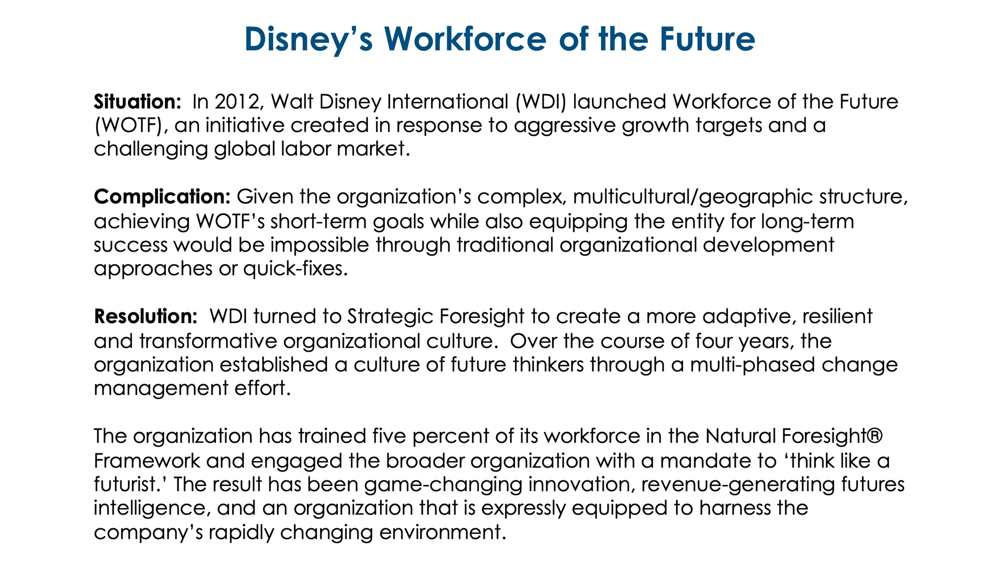 Disney’s Workforce of the Future
Situation:  In 2012, Walt Disney International (WDI) launched Workforce of the Future
(WOTF), an initiative created in response to aggressive growth targets and a
challenging global labor market.
Complication: Given the organization’s complex, multicultural/geographic structure,
achieving WOTF’s short-term goals while also equipping the entity for long-term
success would be impossible through traditional organizational development
approaches or quick-fixes.
Resolution:  WDI turned to Strategic Foresight to create a more adaptive, resilient
and transformative organizational culture.  Over the course of four years, the
organization established a culture of future thinkers through a multi-phased change
management effort.
The organization has trained five percent of its workforce in the Natural Foresight®
Framework and engaged the broader organization with a mandate to ‘think like a
futurist.’ The result has been game-changing innovation, revenue-generating futures
intelligence, and an organization that is expressly equipped to harness the
company’s rapidly changing environment.